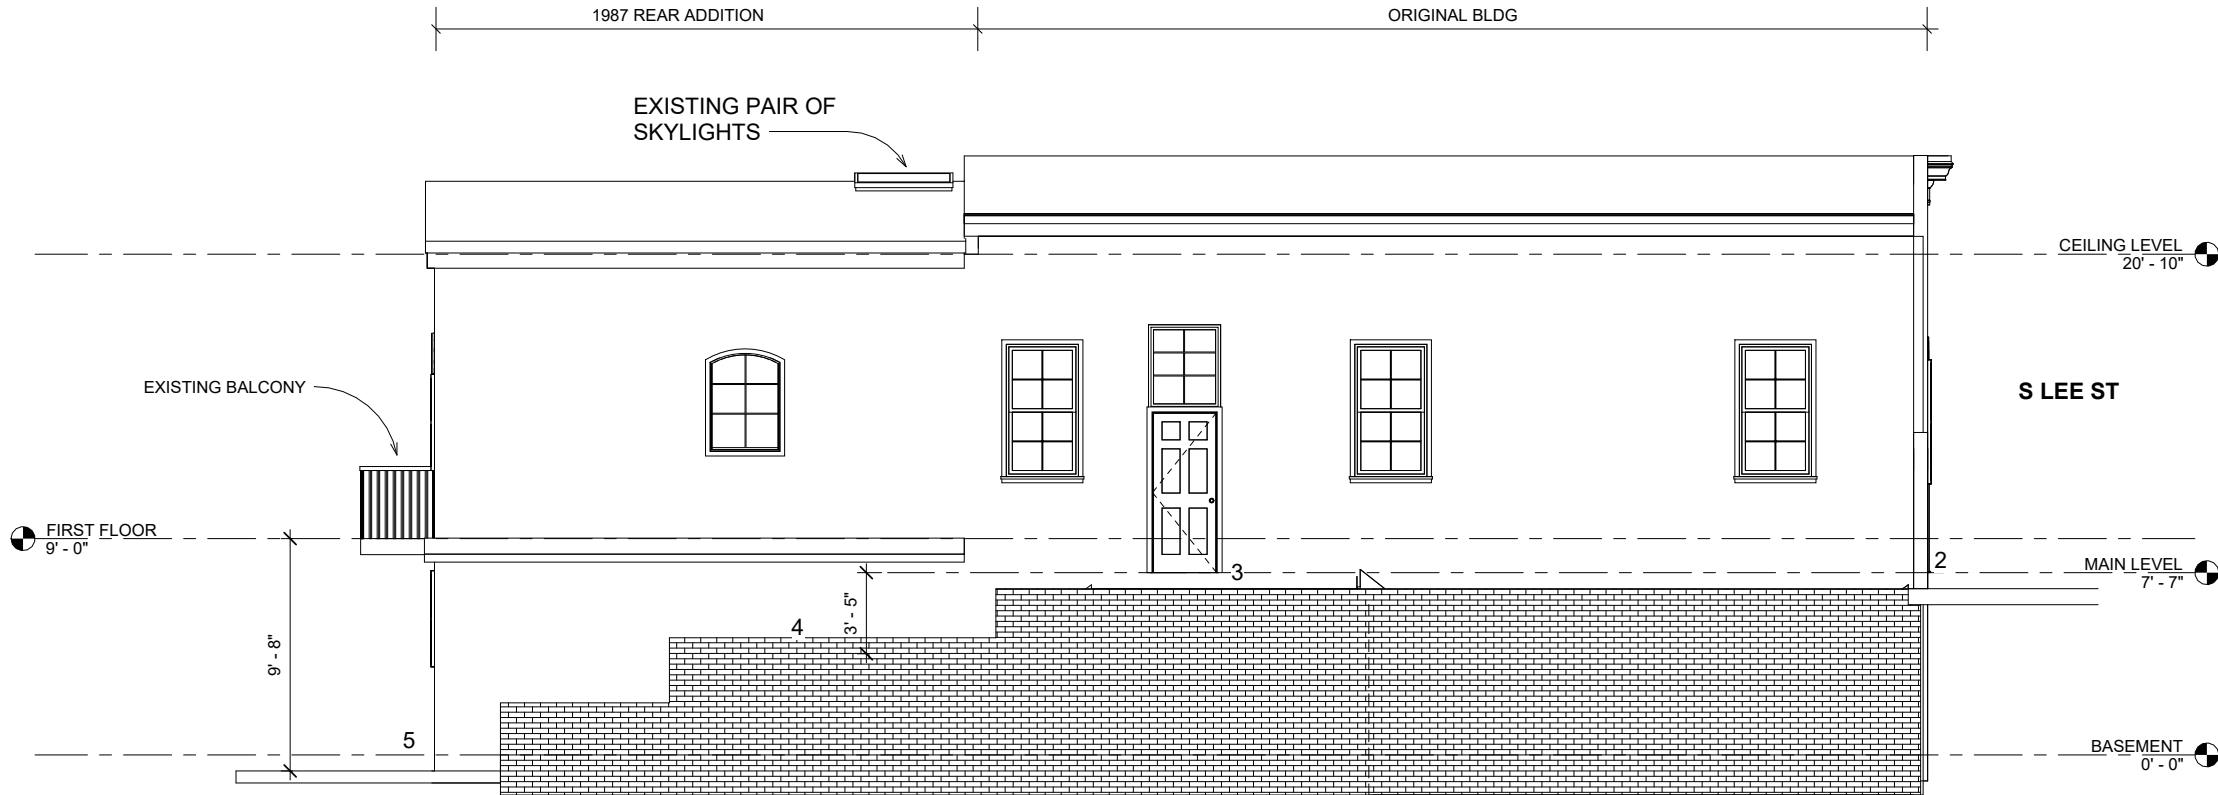 1987 REAR ADDITION
ORIGINAL BLDG
EXISTING PAIR OF
SKYLIGHTS
CEILING LEVEL
20' - 10"
EXISTING BALCONY
S LEE ST
FIRST FLOOR
9' - 0"
2
3
MAIN LEVEL
7' - 7"
4
3' - 5"
9' - 8"
5
BASEMENT
0' - 0"